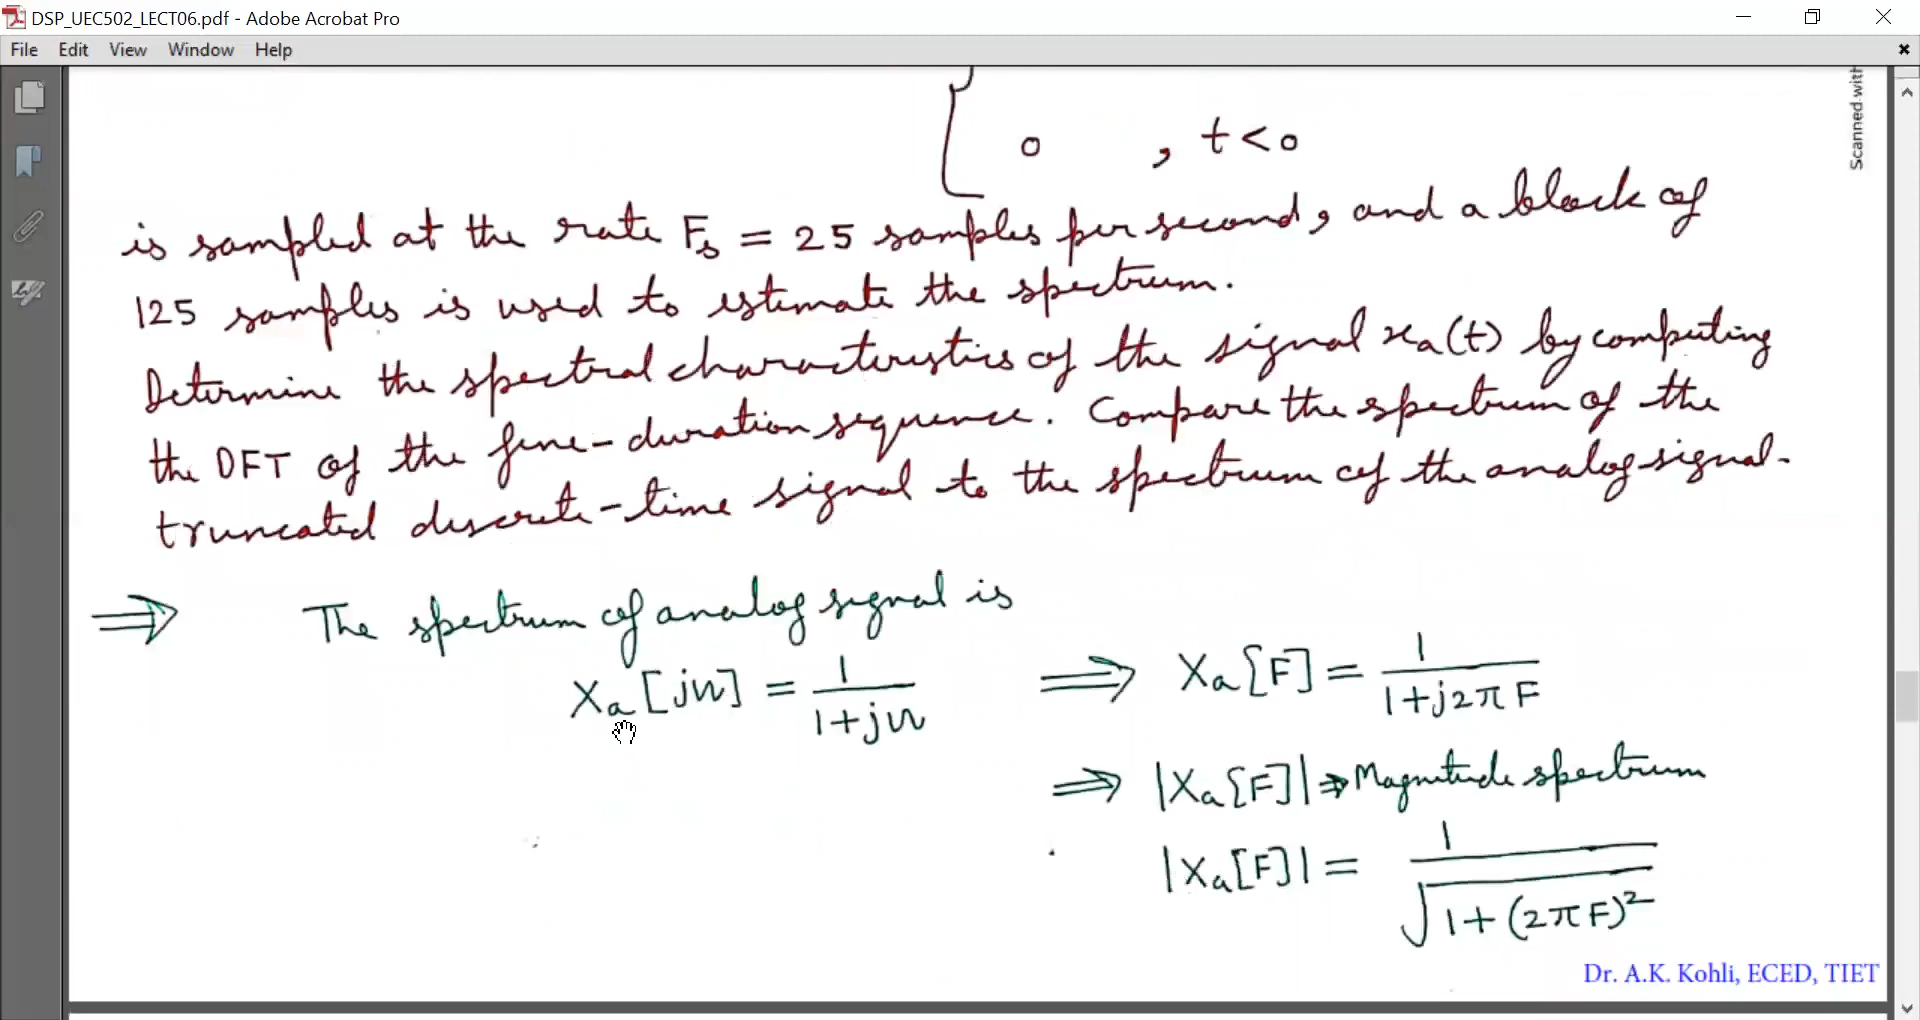 DSP_UEC502_LECT06.pdf - Adobe Acrobat Pro
File Edit View Window Help
Scanned with
0 , t < 0
is sampled at the rate Fs = 25 samples per second, and a block of
125 samples is used to estimate the spectrum.
Determine the spectral characteristics of the signal xa(t) by computing
the DFT of the fine-duration sequence. Compare the spectrum of the
truncated discrete-time signal to the spectrum of the analog signal.
⇒ The spectrum of analog signal is
Xa[jΩ] = 1/(1+jΩ) ⇒ Xa[F] = 1/(1+j2πF)
⇒ |Xa[F]| ⇒ Magnitude spectrum
|Xa[F]| = 1/√(1+(2πF)²)
Dr. A.K. Kohli, ECED, TIET